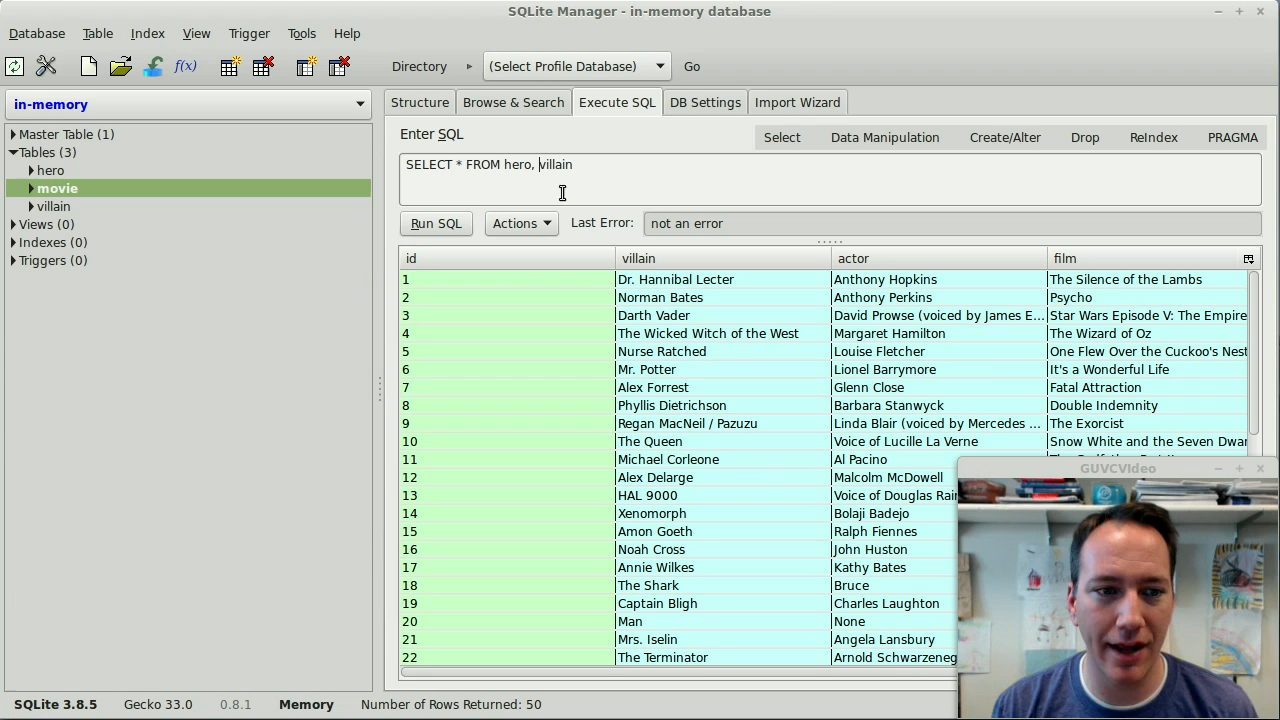 SQLite Manager - in-memory database
Database Table Index View Trigger Tools Help
f(x) Directory (Select Profile Database) Go
in-memory
Master Table (1)
Tables (3)
hero
movie
villain
Views (0)
Indexes (0)
Triggers (0)
Structure Browse & Search Execute SQL DB Settings Import Wizard
Enter SQL Select Data Manipulation Create/Alter Drop ReIndex PRAGMA
SELECT * FROM hero, villain
Run SQL Actions Last Error: not an error
id villain actor film
1 Dr. Hannibal Lecter Anthony Hopkins The Silence of the Lambs
2 Norman Bates Anthony Perkins Psycho
3 Darth Vader David Prowse (voiced by James E... Star Wars Episode V: The Empire
4 The Wicked Witch of the West Margaret Hamilton The Wizard of Oz
5 Nurse Ratched Louise Fletcher One Flew Over the Cuckoo's Nest
6 Mr. Potter Lionel Barrymore It's a Wonderful Life
7 Alex Forrest Glenn Close Fatal Attraction
8 Phyllis Dietrichson Barbara Stanwyck Double Indemnity
9 Regan MacNeil / Pazuzu Linda Blair (voiced by Mercedes ... The Exorcist
10 The Queen Voice of Lucille La Verne Snow White and the Seven Dwar
11 Michael Corleone Al Pacino
12 Alex Delarge Malcolm McDowell
13 HAL 9000 Voice of Douglas Rain
14 Xenomorph Bolaji Badejo
15 Amon Goeth Ralph Fiennes
16 Noah Cross John Huston
17 Annie Wilkes Kathy Bates
18 The Shark Bruce
19 Captain Bligh Charles Laughton
20 Man None
21 Mrs. Iselin Angela Lansbury
22 The Terminator Arnold Schwarzeneg
GUVCVIdeo
SQLite 3.8.5 Gecko 33.0 0.8.1 Memory Number of Rows Returned: 50